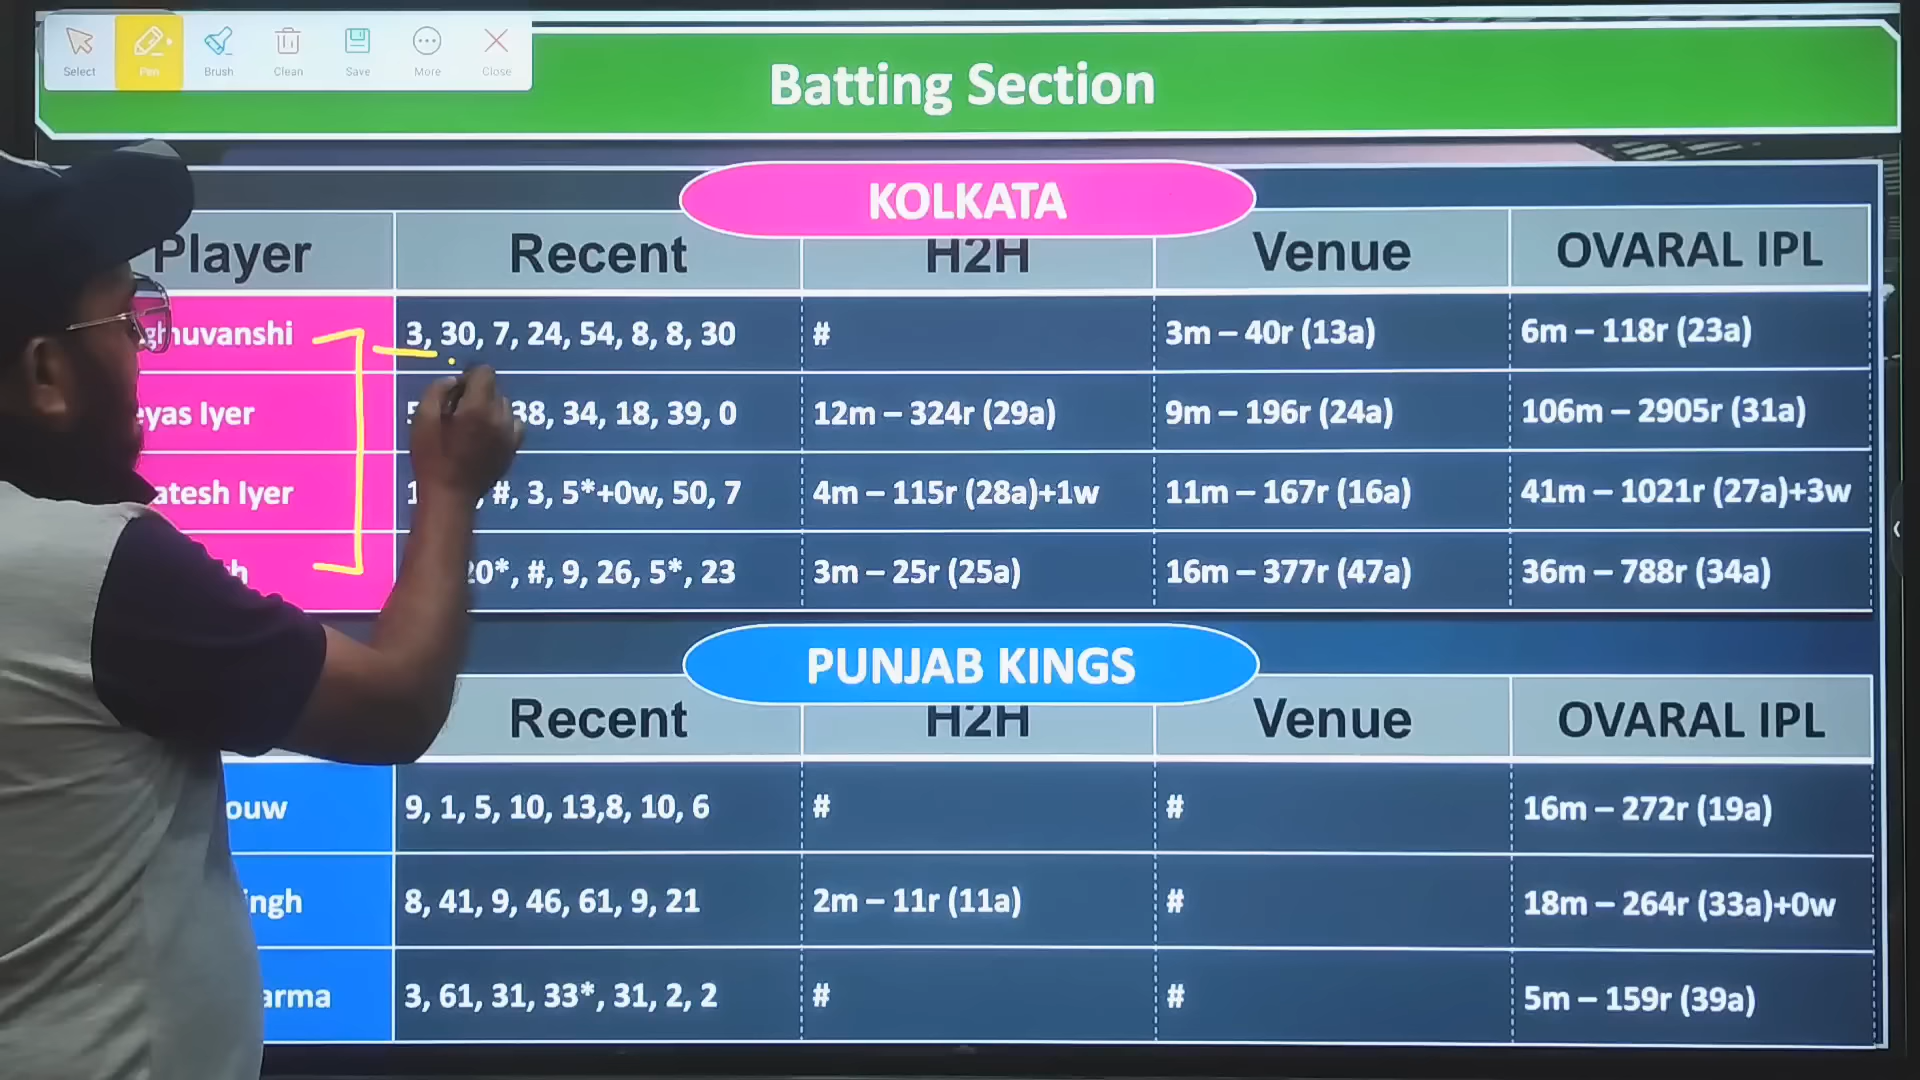 Select Pen Brush Clean Save More Close
Batting Section
KOLKATA
Player Recent H2H Venue OVARAL IPL
ghuvanshi 3, 30, 7, 24, 54, 8, 8, 30 # 3m – 40r (13a) 6m – 118r (23a)
eyas Iyer 38, 34, 18, 39, 0 12m – 324r (29a) 9m – 196r (24a) 106m – 2905r (31a)
atesh Iyer #, 3, 5*+0w, 50, 7 4m – 115r (28a)+1w 11m – 167r (16a) 41m – 1021r (27a)+3w
20*, #, 9, 26, 5*, 23 3m – 25r (25a) 16m – 377r (47a) 36m – 788r (34a)
PUNJAB KINGS
Recent H2H Venue OVARAL IPL
ouw 9, 1, 5, 10, 13,8, 10, 6 # # 16m – 272r (19a)
ingh 8, 41, 9, 46, 61, 9, 21 2m – 11r (11a) # 18m – 264r (33a)+0w
arma 3, 61, 31, 33*, 31, 2, 2 # # 5m – 159r (39a)